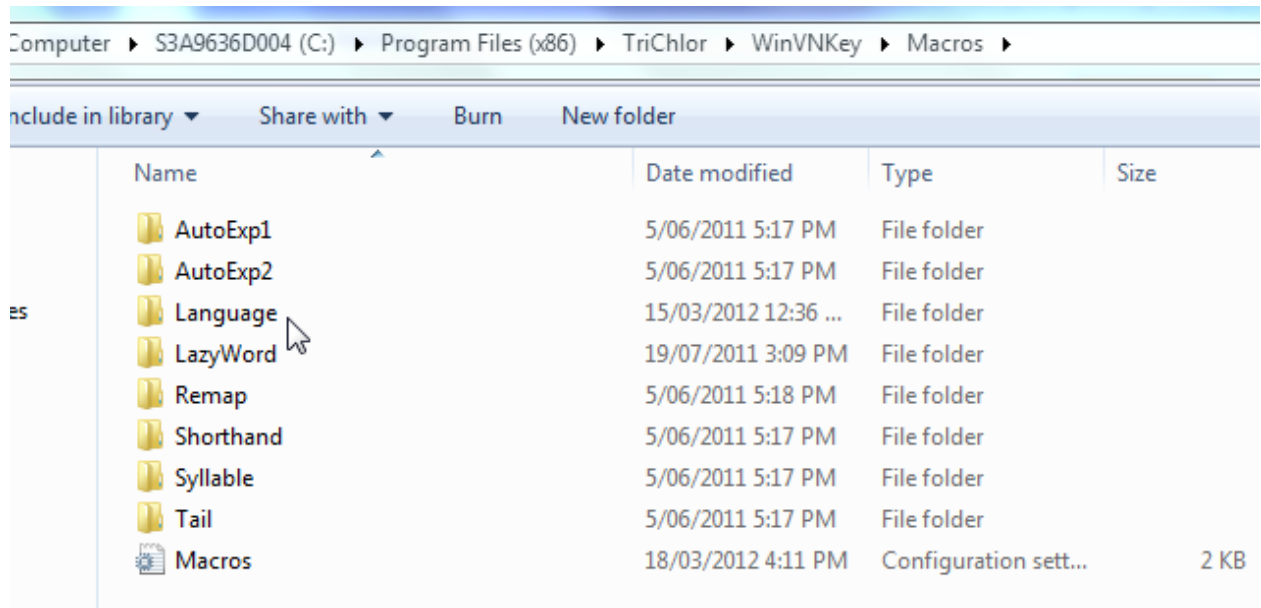 Computer ▸ S3A9636D004 (C:) ▸ Program Files (x86) ▸ TriChlor ▸ WinVNKey ▸ Macros ▸
nclude in library ▾ Share with ▾ Burn New folder
Name Date modified Type Size
AutoExp1 5/06/2011 5:17 PM File folder
AutoExp2 5/06/2011 5:17 PM File folder
es Language 15/03/2012 12:36 ... File folder
LazyWord 19/07/2011 3:09 PM File folder
Remap 5/06/2011 5:18 PM File folder
Shorthand 5/06/2011 5:17 PM File folder
Syllable 5/06/2011 5:17 PM File folder
Tail 5/06/2011 5:17 PM File folder
Macros 18/03/2012 4:11 PM Configuration sett... 2 KB